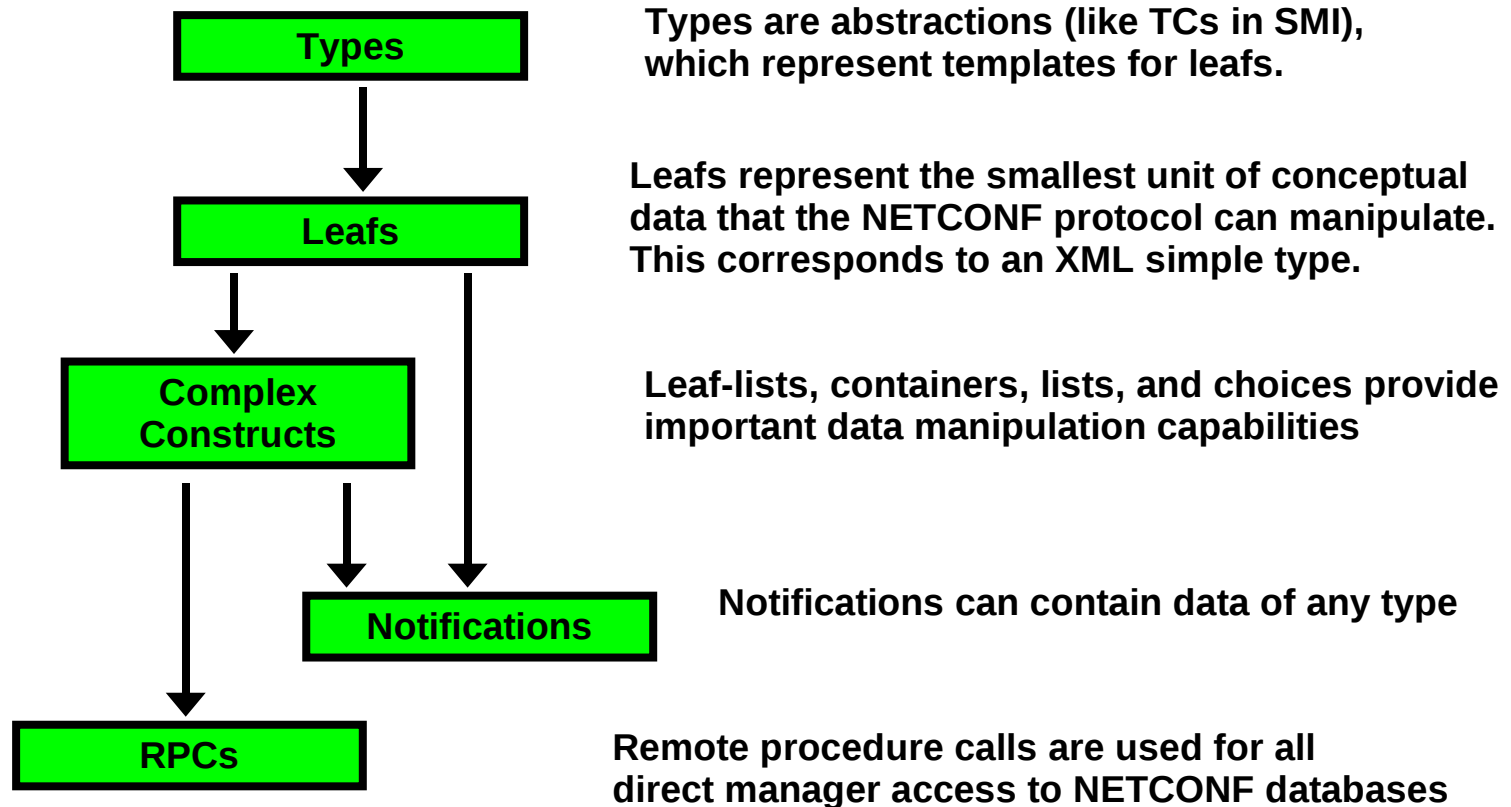 Types
Types are abstractions (like TCs in SMI),
which represent templates for leafs.
Leafs
Leafs represent the smallest unit of conceptual
data that the NETCONF protocol can manipulate.
This corresponds to an XML simple type.
Complex
Constructs
Leaf-lists, containers, lists, and choices provide
important data manipulation capabilities
Notifications
Notifications can contain data of any type
RPCs
Remote procedure calls are used for all
direct manager access to NETCONF databases